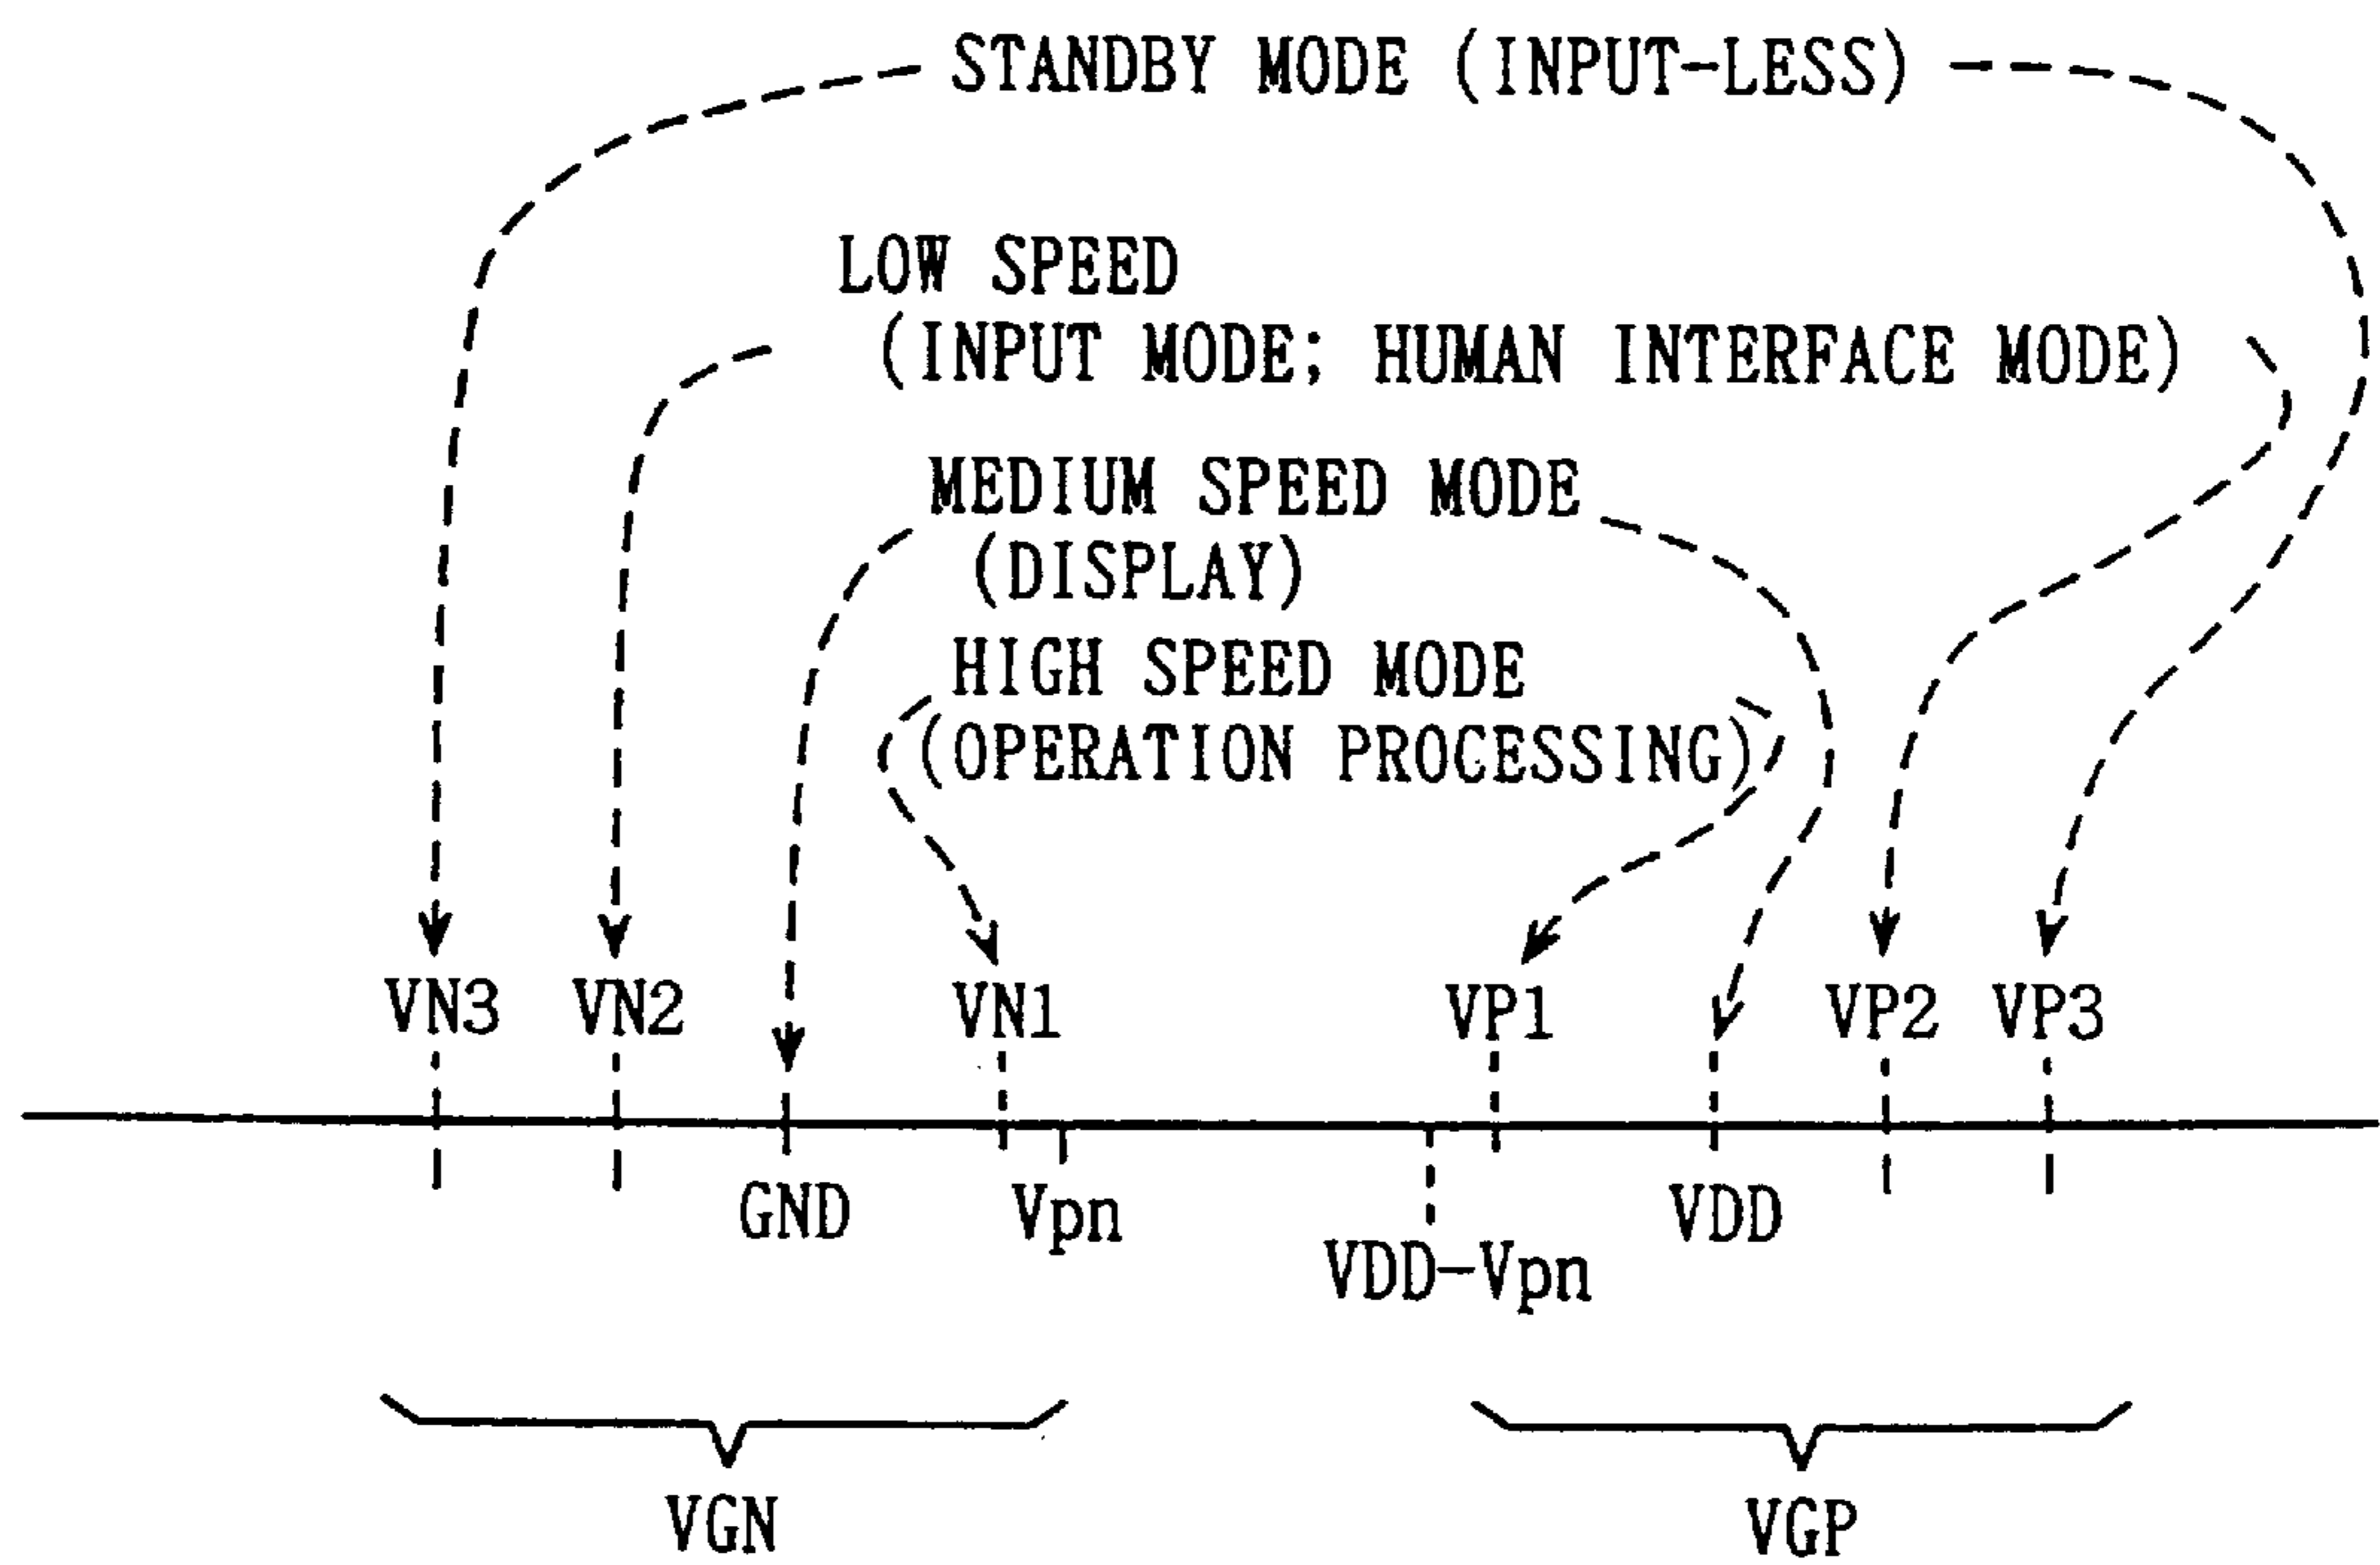 STANDBY MODE (INPUT-LESS)
LOW SPEED
(INPUT MODE; HUMAN INTERFACE MODE)
MEDIUM SPEED MODE
(DISPLAY)
HIGH SPEED MODE
(OPERATION PROCESSING)
VN3 VN2 VN1 VP1 VP2 VP3
GND Vpn VDD
VDD-Vpn
VGN VGP